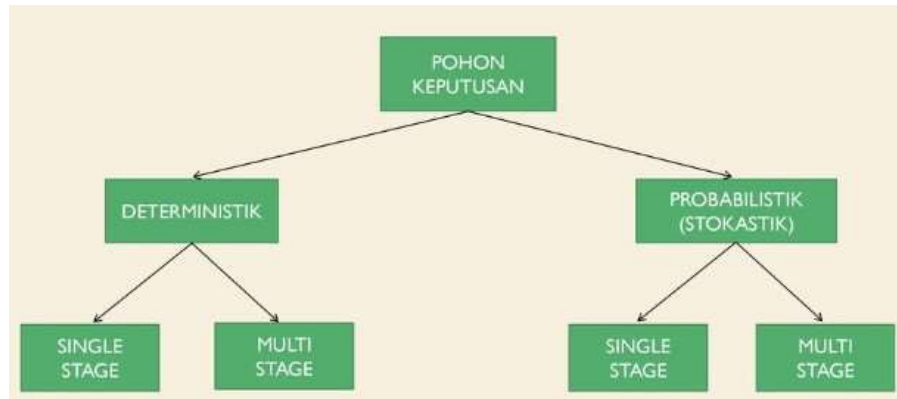 POHON
KEPUTUSAN
DETERMINISTIK
PROBABILISTIK
(STOKASTIK)
SINGLE
STAGE
MULTI
STAGE
SINGLE
STAGE
MULTI
STAGE